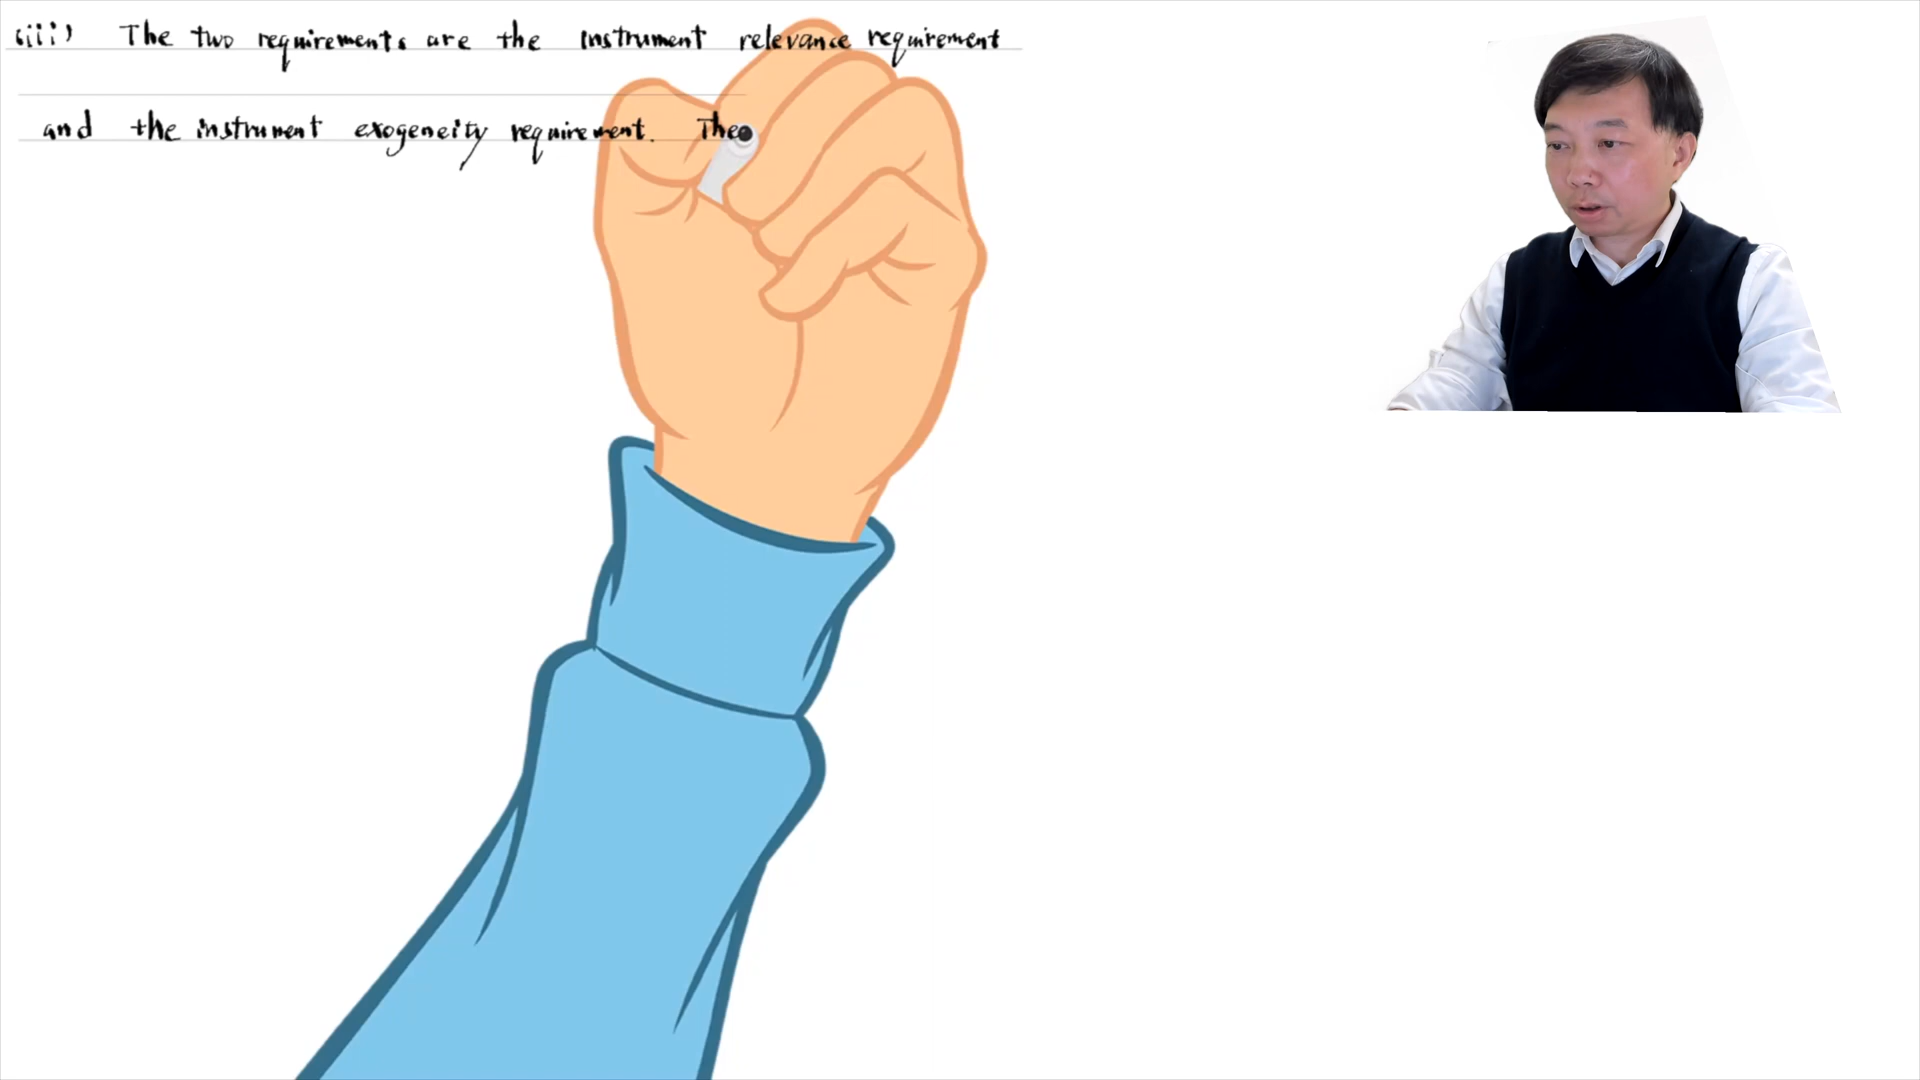 (iii) The two requirements are the instrument relevance requirement
and the instrument exogeneity requirement. The